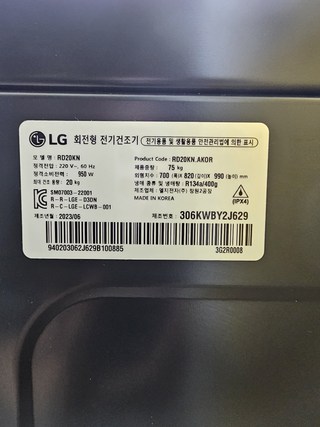 LG 회전형 전기건조기 전기용품 및 생활용품 안전관리법에 의한 표시
모 델 명 : RD20KN
Product Code : RD20KN.AKOR
정격전압 : 220 V~, 60 Hz
제품중량 : 75 kg
정격소비전력 : 950 W
외형치수 : 700 (폭)X 820 (깊이)X 990 (높이) mm
표준건조용량 : 20 kg
냉매의 종류 및 냉매량 : R134a/400g
SM07003-22001
제조자명 : 엘지전자(주) 창원2공장
R-R-LGE-D3DN
MADE IN KOREA
R-C-LGE-LCW8-001
(IPX4)
제조년월 : 2023/06
제조번호: 306KWBY2J629
940203062J629B100885
3G2R0008